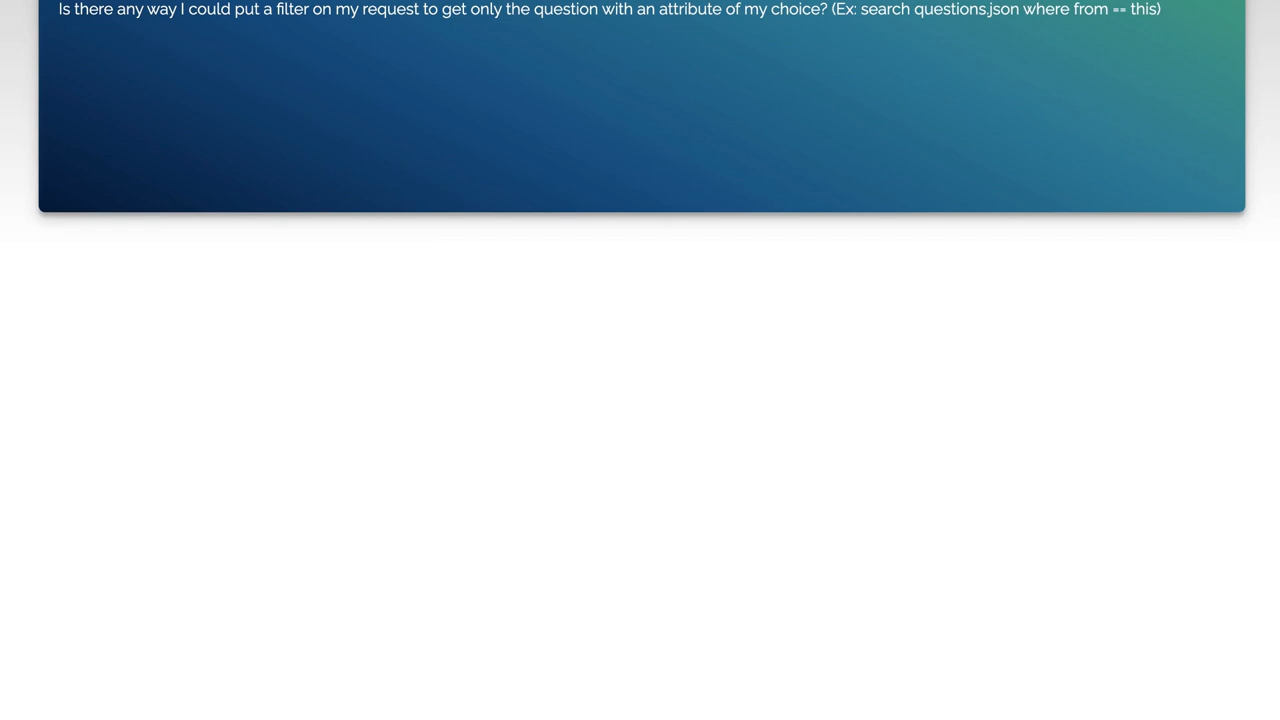 Is there any way I could put a filter on my request to get only the question with an attribute of my choice? (Ex: search questions.json where from == this)